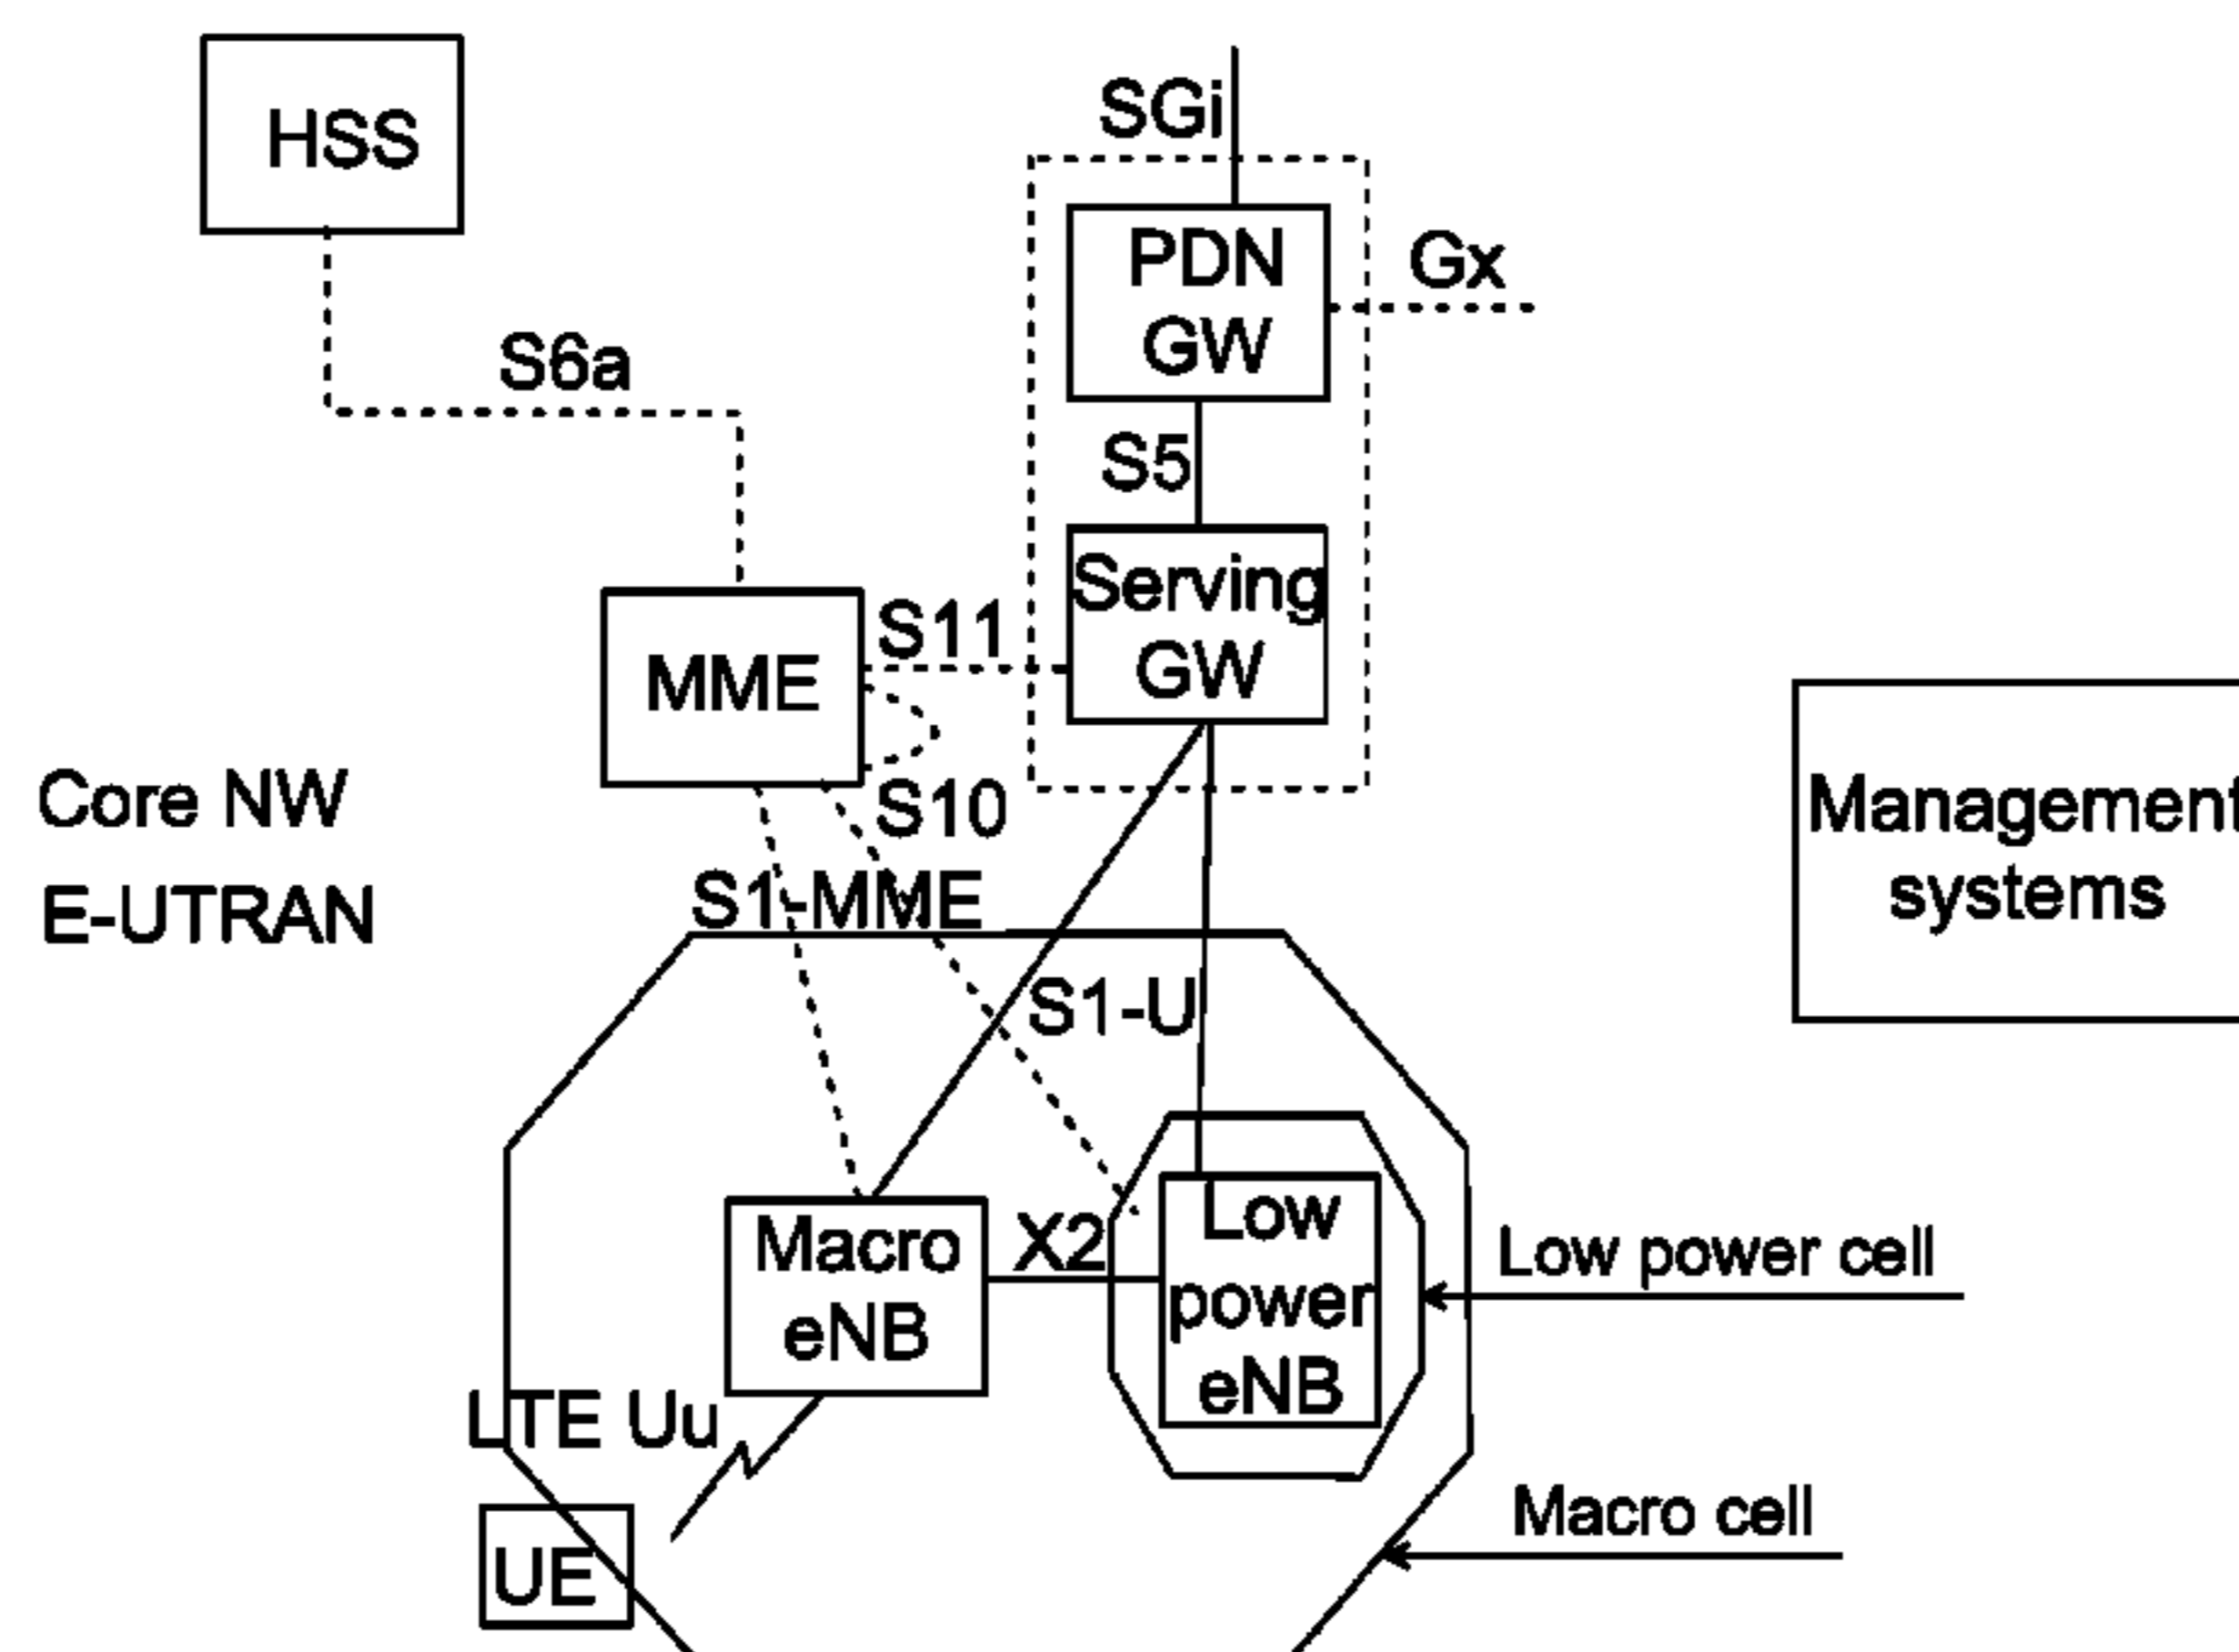 HSS
SGi
PDN
GW
Gx
S6a
S5
Serving
GW
S11
MME
S10
Core NW
E-UTRAN
Management
systems
S1-MME
S1-U
Macro
eNB
X2
Low
power
eNB
Low power cell
LTE Uu
Macro cell
UE